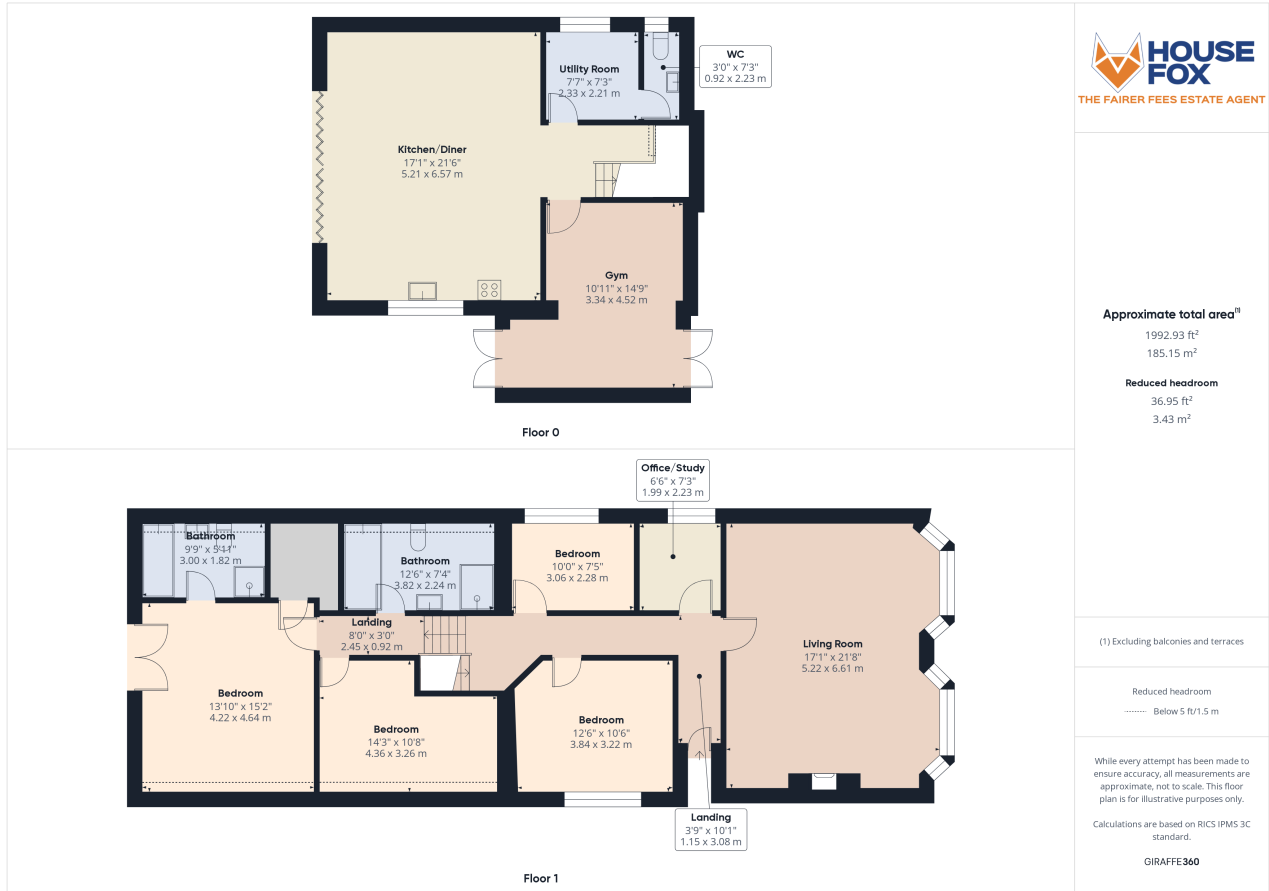 WC
3'0" x 7'3"
0.92 x 2.23 m
Utility Room
7'7" x 7'3"
2.33 x 2.21 m
Kitchen/Diner
17'1" x 21'6"
5.21 x 6.57 m
Gym
10'11" x 14'9"
3.34 x 4.52 m
Floor 0
Office/Study
6'6" x 7'3"
1.99 x 2.23 m
Bathroom
9'9" x 5'11"
3.00 x 1.82 m
Bathroom
12'6" x 7'4"
3.82 x 2.24 m
Bedroom
10'0" x 7'5"
3.06 x 2.28 m
Landing
8'0" x 3'0"
2.45 x 0.92 m
Living Room
17'1" x 21'8"
5.22 x 6.61 m
Bedroom
13'10" x 15'2"
4.22 x 4.64 m
Bedroom
14'3" x 10'8"
4.36 x 3.26 m
Bedroom
12'6" x 10'6"
3.84 x 3.22 m
Landing
3'9" x 10'1"
1.15 x 3.08 m
Floor 1
HOUSE
FOX
THE FAIRER FEES ESTATE AGENT
Approximate total area(1)
1992.93 ft²
185.15 m²
Reduced headroom
36.95 ft²
3.43 m²
(1) Excluding balconies and terraces
Reduced headroom
Below 5 ft/1.5 m
While every attempt has been made to
ensure accuracy, all measurements are
approximate, not to scale. This floor
plan is for illustrative purposes only.
Calculations are based on RICS IPMS 3C
standard.
GIRAFFE360